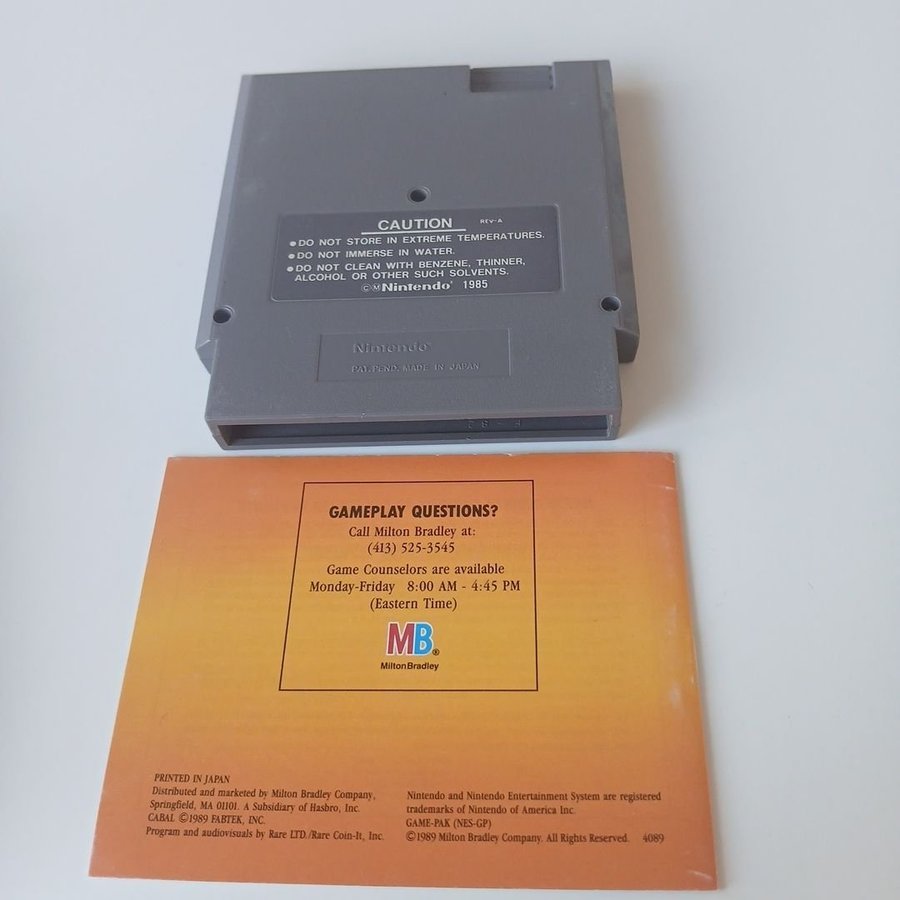 CAUTION REV-A
● DO NOT STORE IN EXTREME TEMPERATURES.
● DO NOT IMMERSE IN WATER.
● DO NOT CLEAN WITH BENZENE, THINNER,
ALCOHOL OR OTHER SUCH SOLVENTS.
ⒸⓂNintendo® 1985
Nintendo™
PAT. PEND. MADE IN JAPAN
GAMEPLAY QUESTIONS?
Call Milton Bradley at:
(413) 525-3545
Game Counselors are available
Monday-Friday 8:00 AM - 4:45 PM
(Eastern Time)
MB®
MiltonBradley
PRINTED IN JAPAN
Distributed and marketed by Milton Bradley Company,
Springfield, MA 01101. A Subsidiary of Hasbro, Inc.
CABAL ©1989 FABTEK, INC.
Program and audiovisuals by Rare LTD./Rare Coin-It, Inc.
Nintendo and Nintendo Entertainment System are registered
trademarks of Nintendo of America Inc.
GAME-PAK (NES-GP)
©1989 Milton Bradley Company. All Rights Reserved. 4089